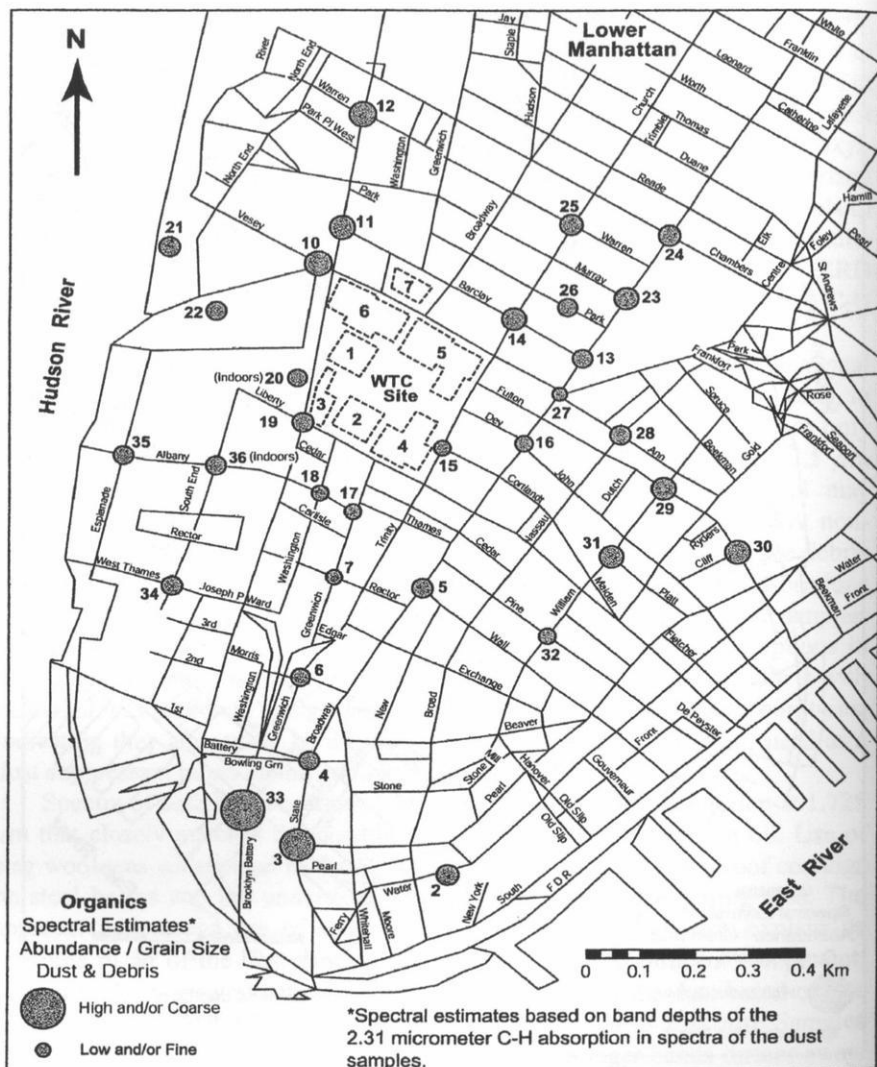 N
Lower
Manhattan
Jay
Staple
White
Franklin
Leonard
Worth
Catherine
Lafayette
River
North End
Warren
Park Pl West
12
Hudson
Church
Trimble
Thomas
Duane
Reade
Washington
Greenwich
North End
Park
Broadway
25
Warren
24
Elk
Chambers
Centre
Foley
Hamill
Pearl
St Andrews
21
Vesey
11
10
Murray
26
Park
23
22
7
Barclay
6
14
5
1
13
Park
Frankfort
Hudson River
(Indoors) 20
WTC
Site
Fulton
27
Spruce
Rose
Liberty
19
3
2
4
Dey
16
28
Ann
Beekman
Gold
Frankfort
Seaport
35
Albany
36 (Indoors)
Cedar
15
John
Cortlandt
Dutch
29
18
17
Esplanade
South End
Carlisle
Thames
Nassau
Ryders
Cliff
30
Rector
Trinity
Cedar
31
Water
Front
Washington
West Thames
34
Joseph P Ward
7
Rector
5
Pine
William
Maiden
Platt
Beekman
3rd
Greenwich
Edgar
Wall
32
Fletcher
2nd
Morris
6
Exchange
1st
Washington
Greenwich
Broadway
New
Broad
Beaver
Front
De Peyster
Battery
Bowling Grn
4
Mill
Stone
Hanover
Gouverneur
33
State
Stone
Pearl
Old Slip
Old Slip
3
Pearl
Brooklyn Battery
Water
2
New York
South
F D R
East River
Ferry
Whitehall
Moore
Organics
Spectral Estimates*
Abundance / Grain Size
Dust & Debris
High and/or Coarse
Low and/or Fine
0 0.2 0.4 Km
*Spectral estimates based on band depths of the
2.31 micrometer C-H absorption in spectra of the dust
samples.